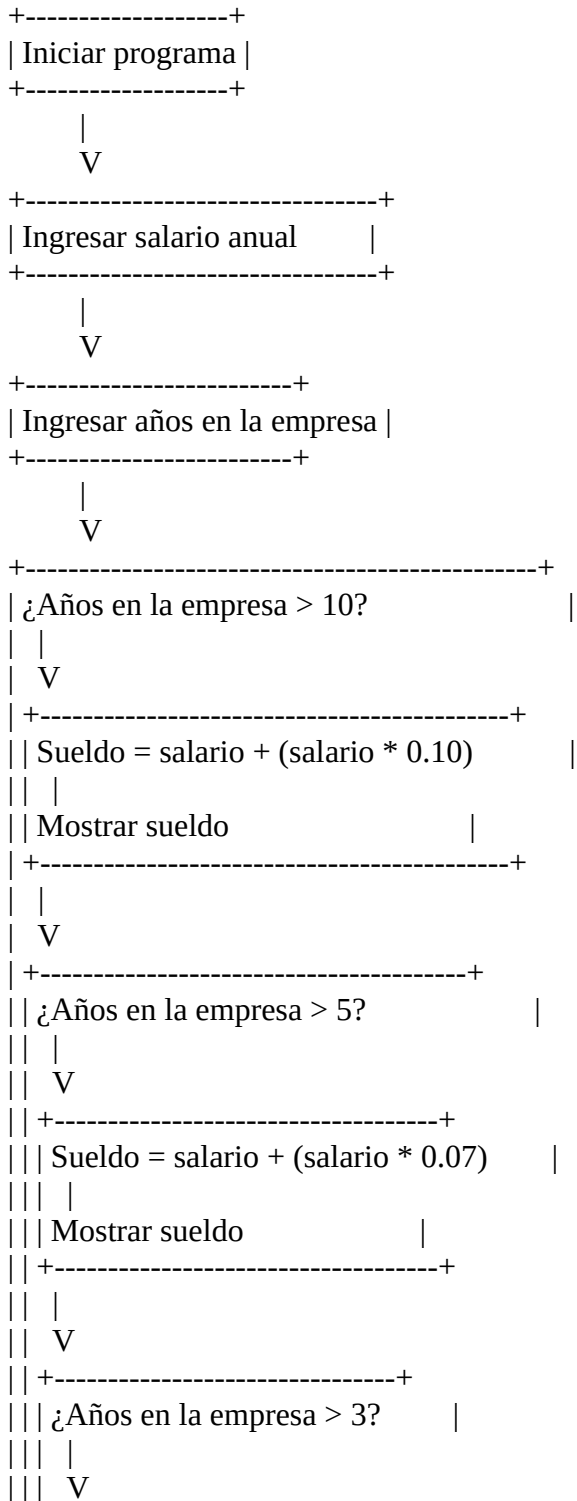 +-------------------+
| Iniciar programa |
+-------------------+
|
V
+---------------------------------+
| Ingresar salario anual |
+---------------------------------+
|
V
+-------------------------+
| Ingresar años en la empresa |
+-------------------------+
|
V
+------------------------------------------------+
| ¿Años en la empresa > 10? |
| |
| V
| +--------------------------------------------+
| | Sueldo = salario + (salario * 0.10) |
| | |
| | Mostrar sueldo |
| +--------------------------------------------+
| |
| V
| +----------------------------------------+
| | ¿Años en la empresa > 5? |
| | |
| | V
| | +------------------------------------+
| | | Sueldo = salario + (salario * 0.07) |
| | | |
| | | Mostrar sueldo |
| | +------------------------------------+
| | |
| | V
| | +--------------------------------+
| | | ¿Años en la empresa > 3? |
| | | |
| | | V